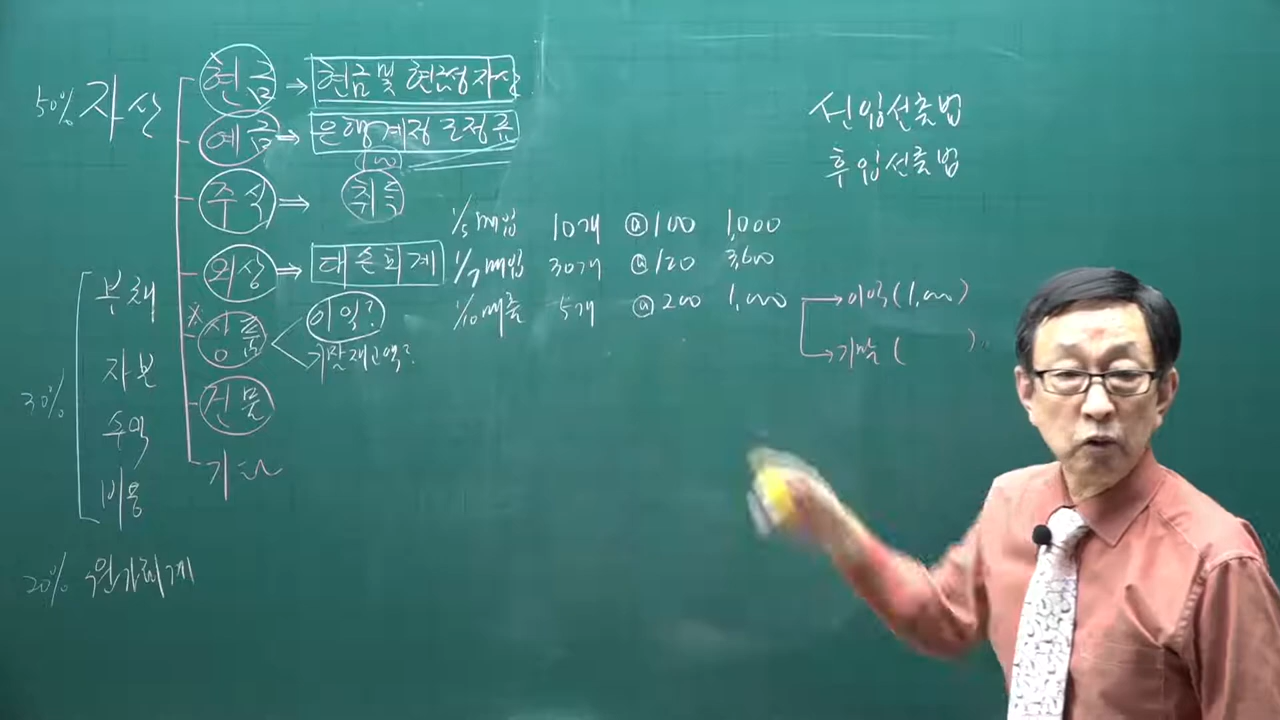 50% 자산
현금 → 현금 및 현금성자산
예금 ⇒ 은행계정조정표
주식 ⇒ 취득
외상 ⇒ 대손회계
※ 상품
이익?
기말재고액?
건물
기타
30%
부채
자본
수익
비용
20% 원가회계
선입선출법
후입선출법
1/5 매입 10개 @100 1,000
1/7 매입 30개 @120 3,600
1/10 매출 5개 @200 1,000 → 이익(1,000)
→ 기말( )